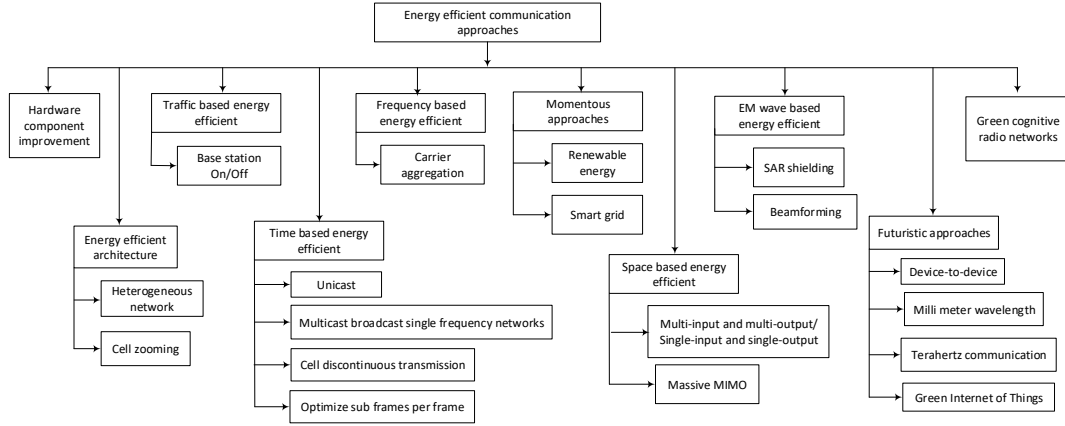 Energy efficient communication
approaches
Hardware
component
improvement
Traffic based energy
efficient
Base station
On/Off
Frequency based
energy efficient
Carrier
aggregation
Momentous
approaches
Renewable
energy
Smart grid
EM wave based
energy efficient
SAR shielding
Beamforming
Green cognitive
radio networks
Energy efficient
architecture
Heterogeneous
network
Cell zooming
Time based energy
efficient
Unicast
Multicast broadcast single frequency networks
Cell discontinuous transmission
Optimize sub frames per frame
Space based energy
efficient
Multi-input and multi-output/
Single-input and single-output
Massive MIMO
Futuristic approaches
Device-to-device
Milli meter wavelength
Terahertz communication
Green Internet of Things